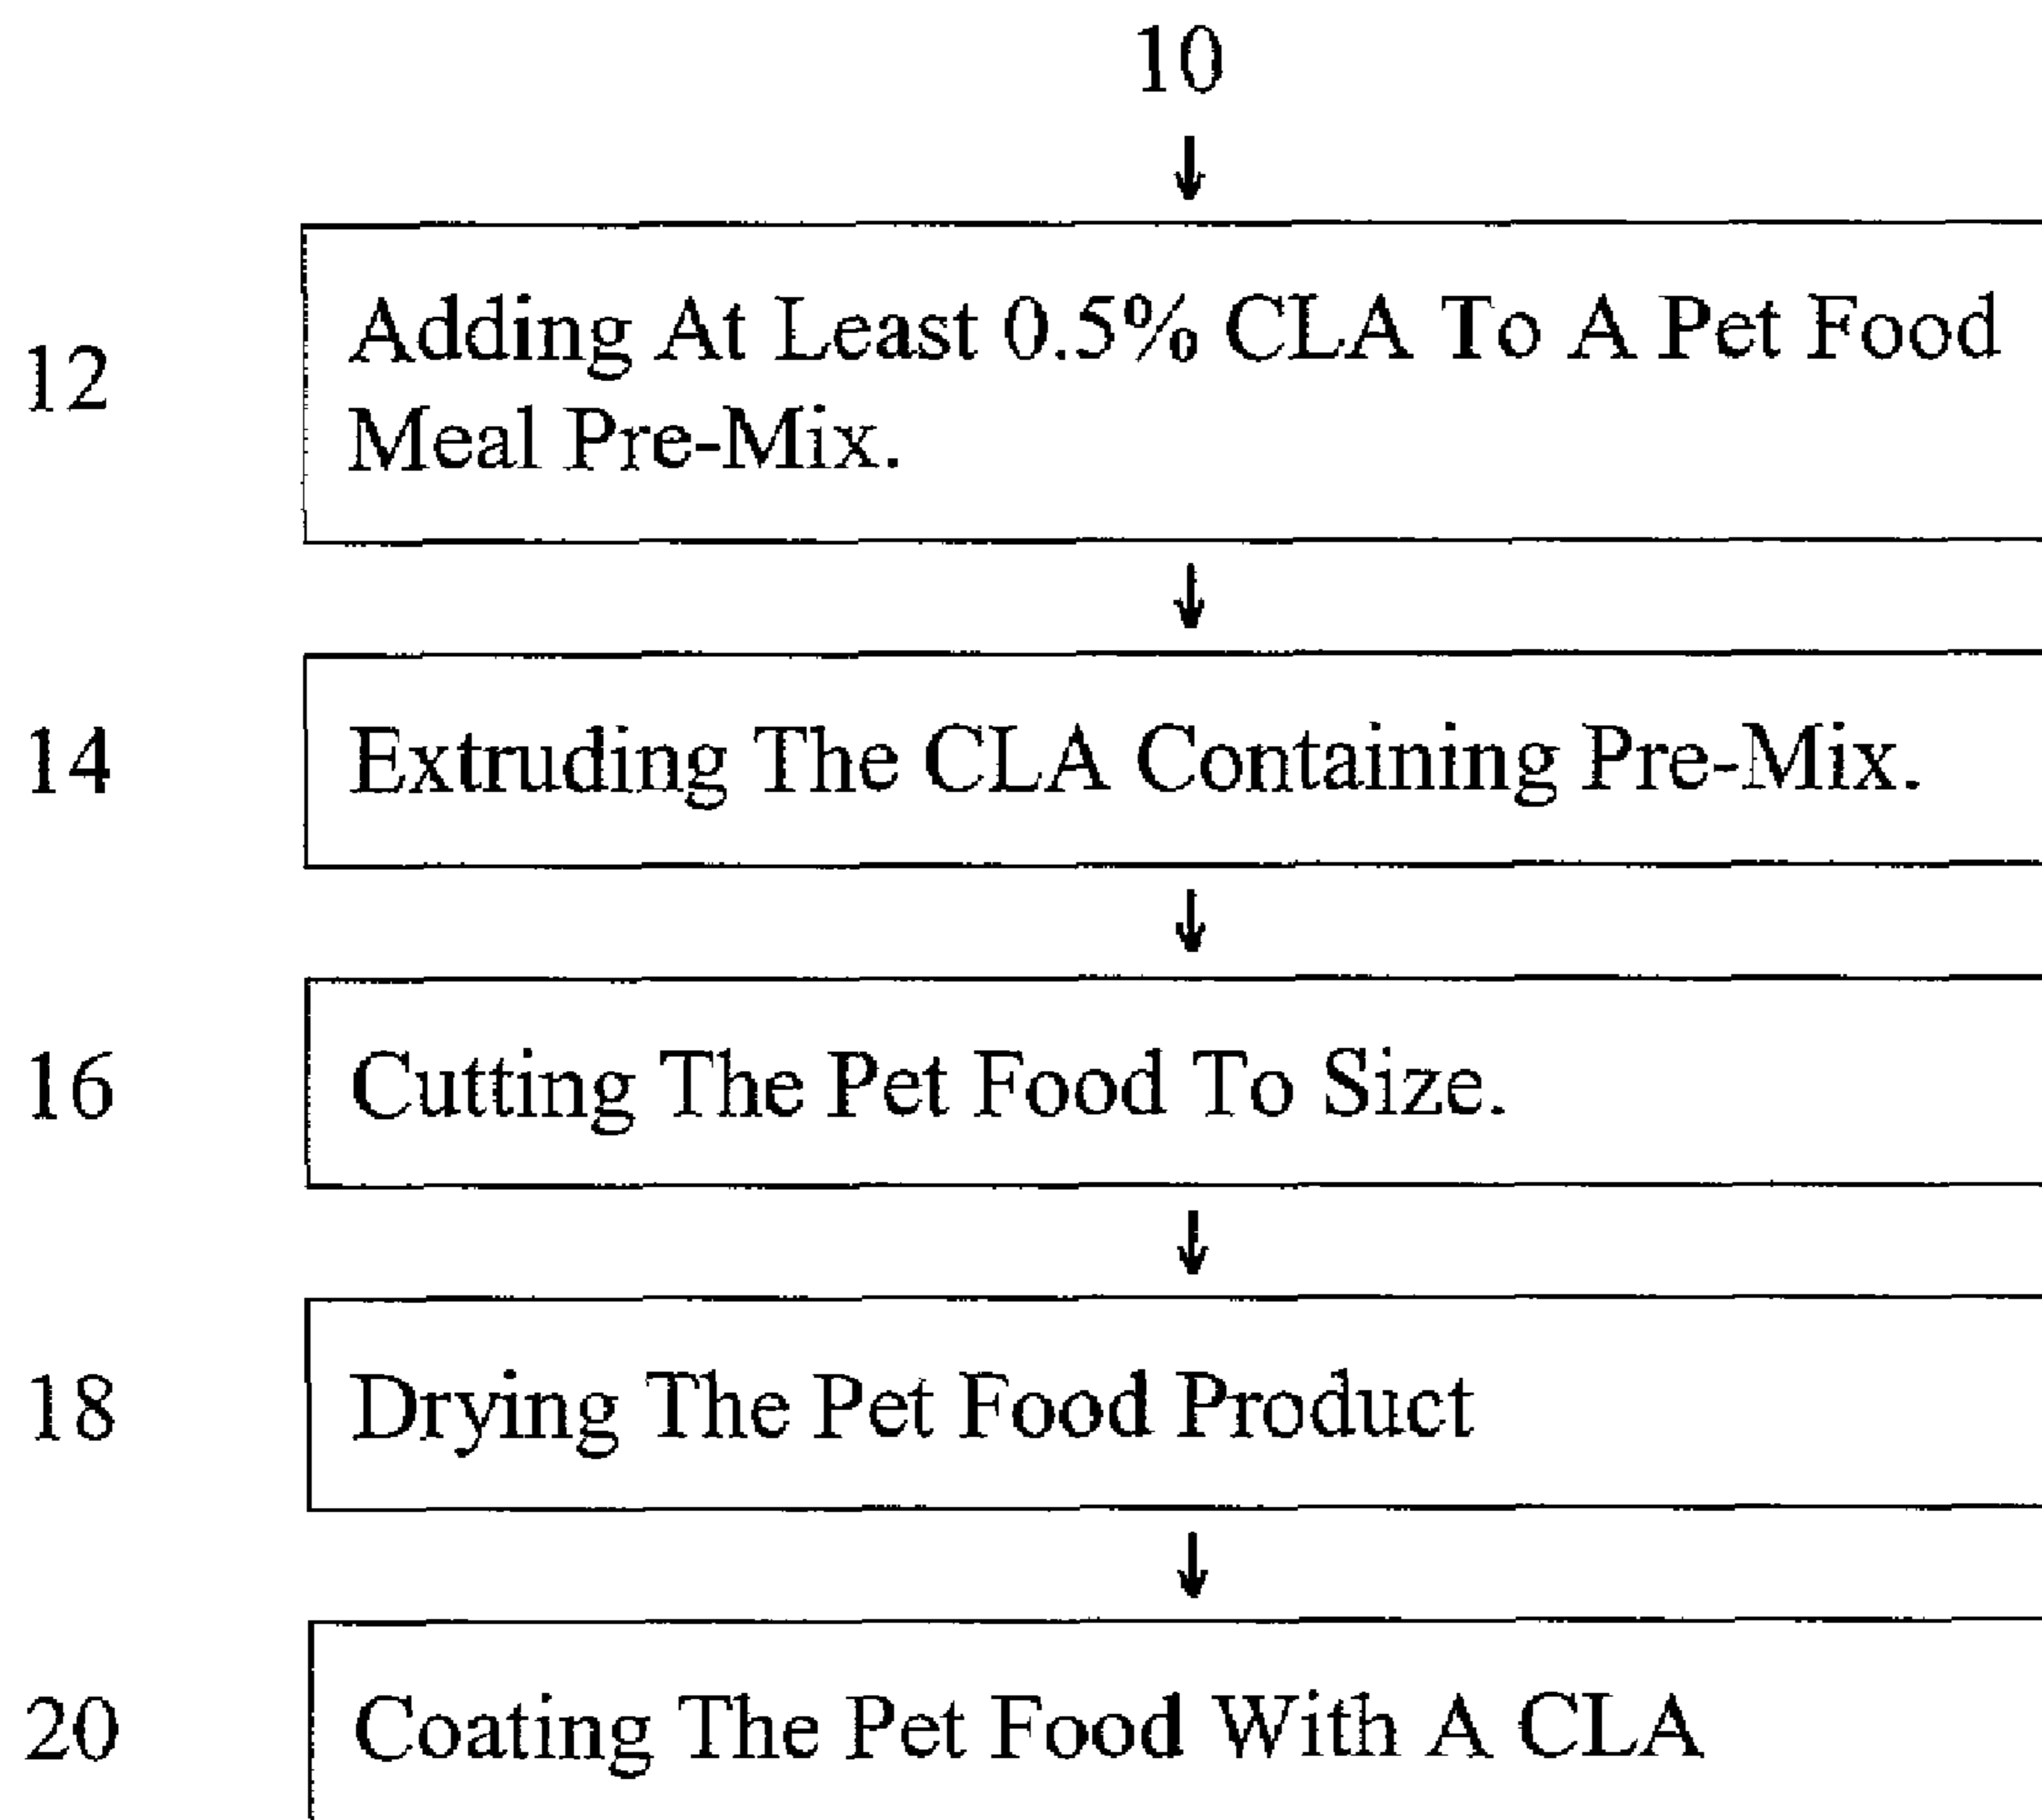 10
12 Adding At Least 0.5% CLA To A Pet Food
Meal Pre-Mix.
14 Extruding The CLA Containing Pre-Mix.
16 Cutting The Pet Food To Size.
18 Drying The Pet Food Product
20 Coating The Pet Food With A CLA